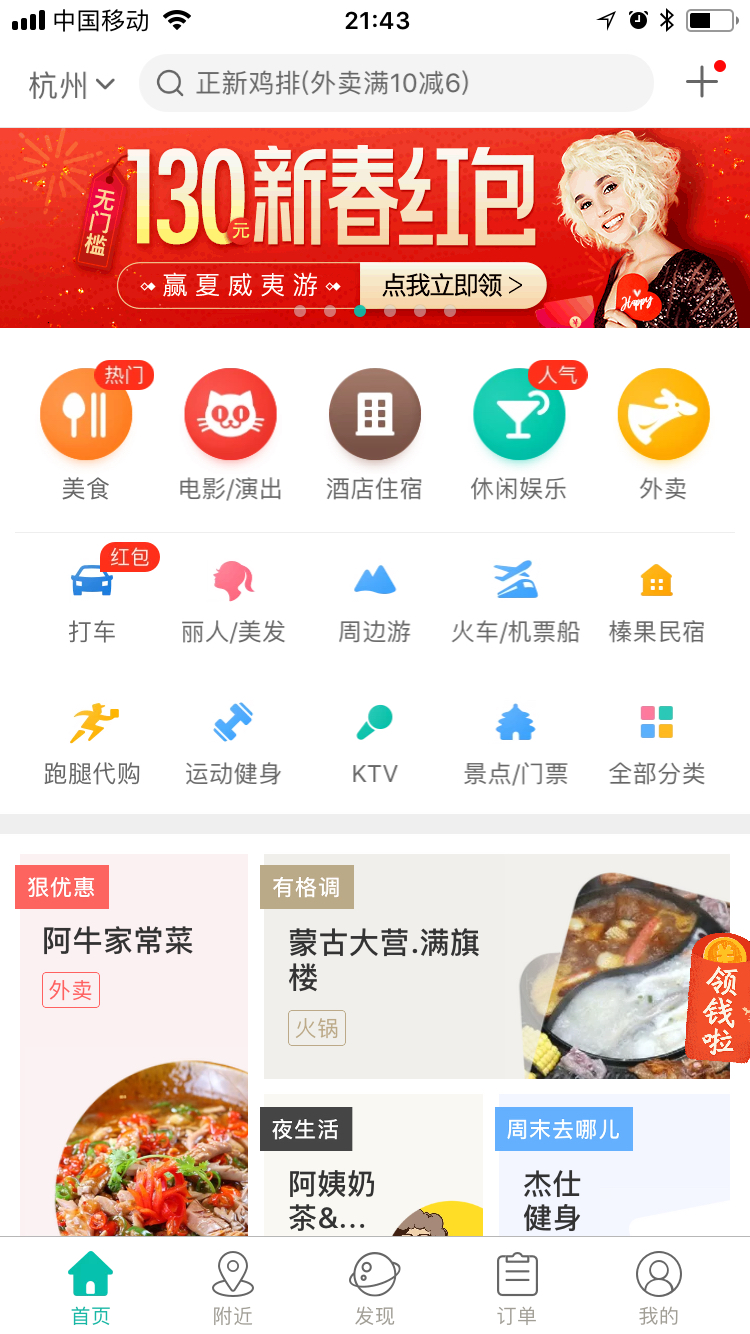 中国移动
21:43
杭州
正新鸡排(外卖满10减6)
无门槛
130元新春红包
赢夏威夷游
点我立即领 >
happy
热门
人气
美食
电影/演出
酒店住宿
休闲娱乐
外卖
红包
打车
丽人/美发
周边游
火车/机票船
榛果民宿
跑腿代购
运动健身
KTV
景点/门票
全部分类
狠优惠
阿牛家常菜
外卖
有格调
蒙古大营.满旗
楼
火锅
领钱啦
夜生活
阿姨奶
茶&...
周末去哪儿
杰仕
健身
首页
附近
发现
订单
我的